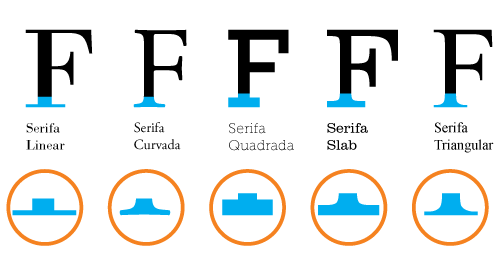 F F F F F
Serifa Linear
Serifa Curvada
Serifa Quadrada
Serifa Slab
Serifa Triangular